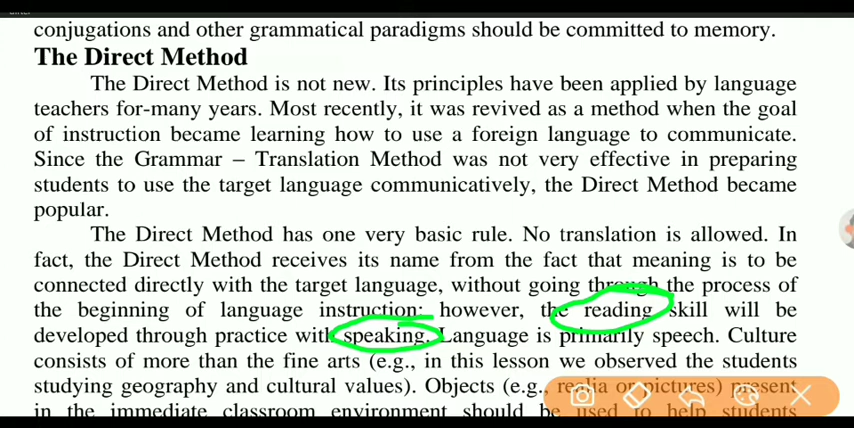 conjugations and other grammatical paradigms should be committed to memory.
The Direct Method
The Direct Method is not new. Its principles have been applied by language
teachers for-many years. Most recently, it was revived as a method when the goal
of instruction became learning how to use a foreign language to communicate.
Since the Grammar – Translation Method was not very effective in preparing
students to use the target language communicatively, the Direct Method became
popular.
The Direct Method has one very basic rule. No translation is allowed. In
fact, the Direct Method receives its name from the fact that meaning is to be
connected directly with the target language, without going through the process of
the beginning of language instruction; however, the reading skill will be
developed through practice with speaking. Language is primarily speech. Culture
consists of more than the fine arts (e.g., in this lesson we observed the students
studying geography and cultural values). Objects (e.g., realia or pictures) present
in the immediate classroom environment should be used to help students